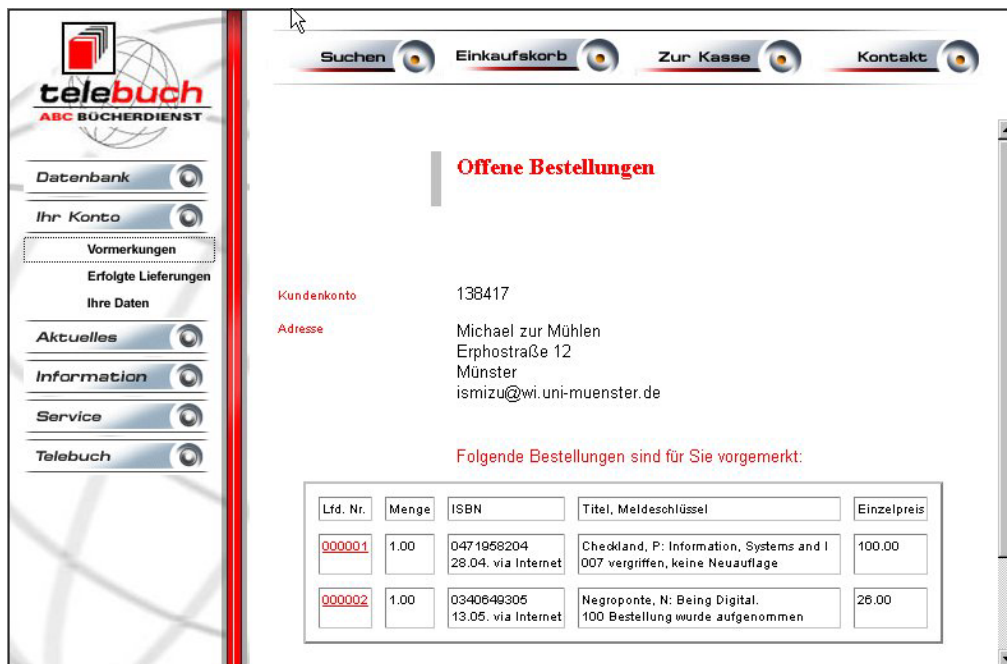 telebuch
ABC BÜCHERDIENST
Suchen
Einkaufskorb
Zur Kasse
Kontakt
Datenbank
Ihr Konto
Vormerkungen
Erfolgte Lieferungen
Ihre Daten
Aktuelles
Information
Service
Telebuch
Offene Bestellungen
Kundenkonto 138417
Adresse Michael zur Mühlen
Erphostraße 12
Münster
ismizu@wi.uni-muenster.de
Folgende Bestellungen sind für Sie vorgemerkt:
Lfd. Nr. Menge ISBN Titel, Meldeschlüssel Einzelpreis
000001 1.00 0471958204 Checkland, P: Information, Systems and I 100.00
28.04. via Internet 007 vergriffen, keine Neuauflage
000002 1.00 0340649305 Negroponte, N: Being Digital. 26.00
13.05. via Internet 100 Bestellung wurde aufgenommen